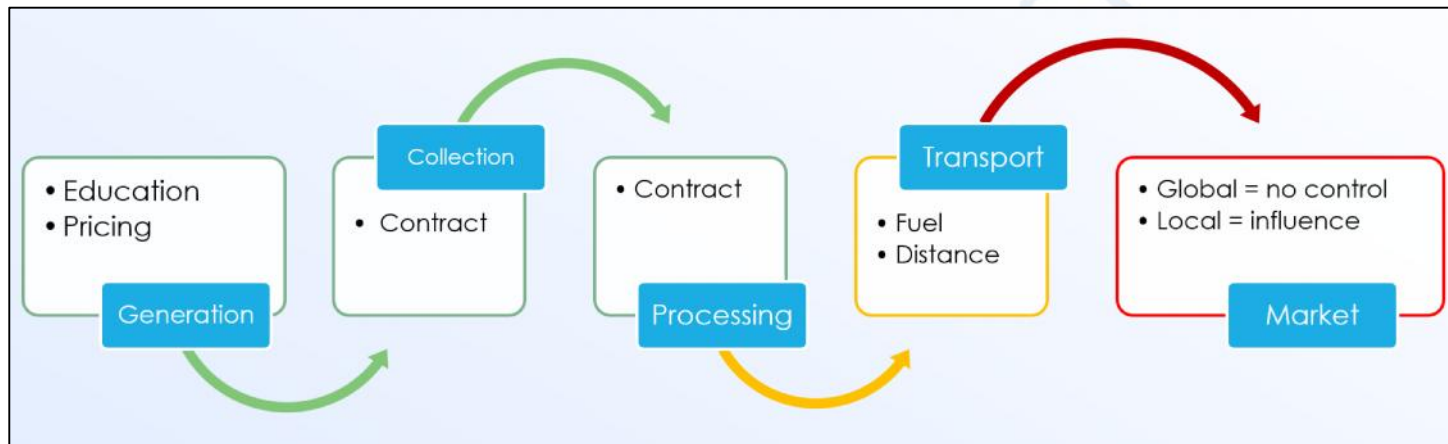 • Education
• Pricing
Generation
Collection
• Contract
• Contract
Processing
Transport
• Fuel
• Distance
• Global = no control
• Local = influence
Market